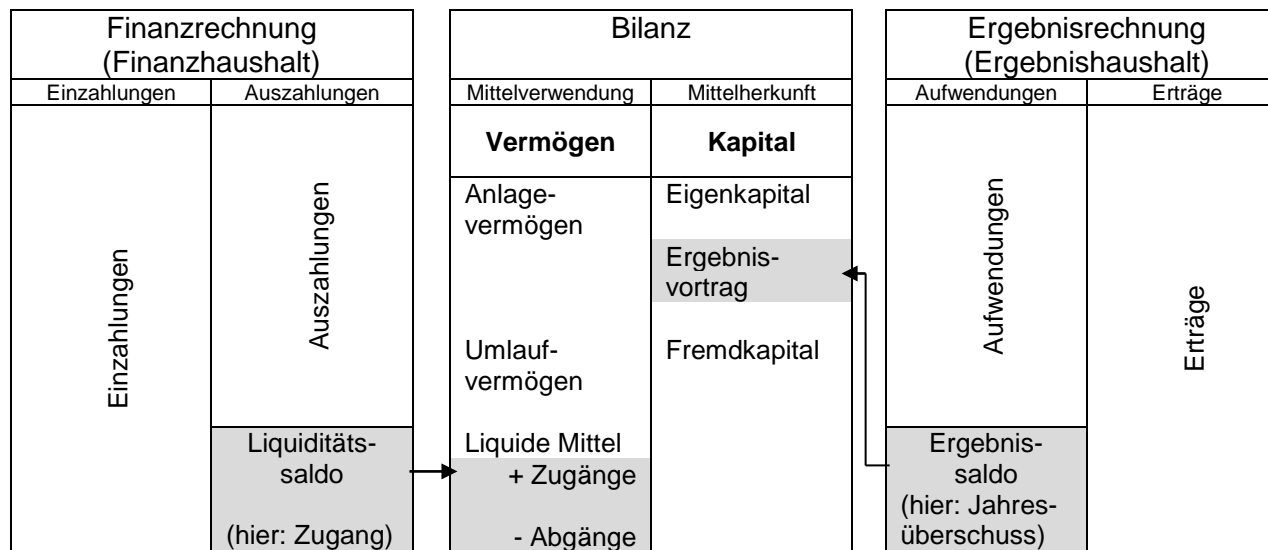 Finanzrechnung
(Finanzhaushalt)
Einzahlungen
Auszahlungen
Einzahlungen
Auszahlungen
Liquiditäts-
saldo
(hier: Zugang)
Bilanz
Mittelverwendung
Mittelherkunft
Vermögen
Kapital
Anlage-
vermögen
Umlauf-
vermögen
Liquide Mittel
+ Zugänge
- Abgänge
Eigenkapital
Ergebnis-
vortrag
Fremdkapital
Ergebnisrechnung
(Ergebnishaushalt)
Aufwendungen
Erträge
Aufwendungen
Ergebnis-
saldo
(hier: Jahres-
überschuss)
Erträge